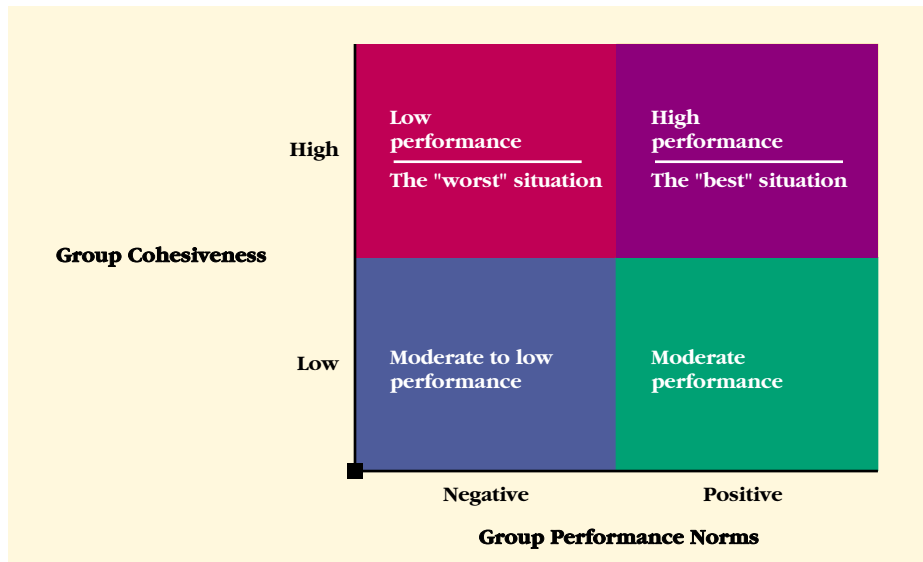 Low
performance
The "worst" situation
High
performance
The "best" situation
High
Group Cohesiveness
Low
Moderate to low
performance
Moderate
performance
Negative
Positive
Group Performance Norms